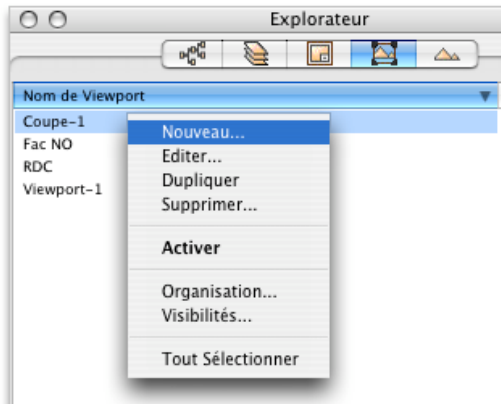 Explorateur
Nom de Viewport
Coupe-1
Fac NO
RDC
Viewport-1
Nouveau...
Editer...
Dupliquer
Supprimer...
Activer
Organisation...
Visibilités...
Tout Sélectionner